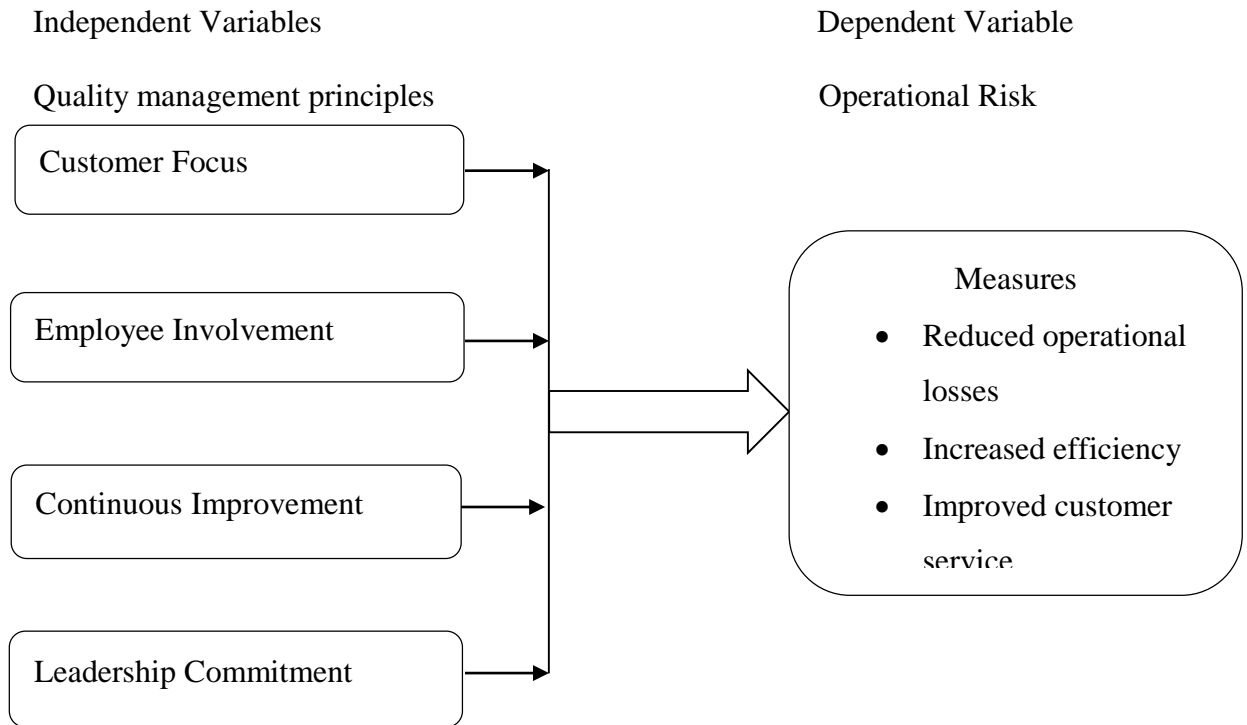 Independent Variables
Dependent Variable
Quality management principles
Operational Risk
Customer Focus
Employee Involvement
Continuous Improvement
Leadership Commitment
Measures
• Reduced operational
losses
• Increased efficiency
• Improved customer
service